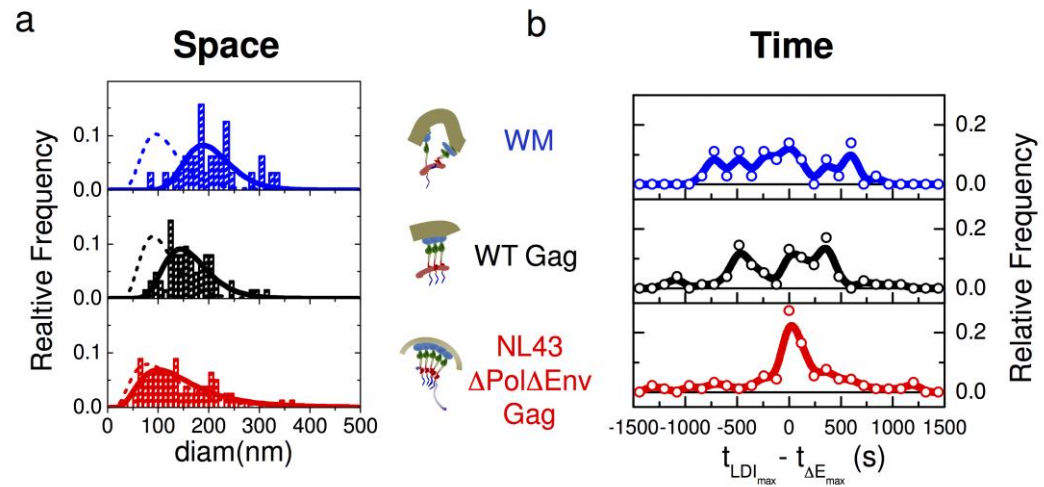 a
Space
b
Time
Realtive Frequency
0.1
0.0
0.1
0.0
0.1
0.0
0 100 200 300 400 500
diam(nm)
WM
WT Gag
NL43
ΔPolΔEnv
Gag
0.2
0.0
0.2
0.0
0.2
0.0
-1500 -1000 -500 0 500 1000 1500
t_LDI_max - t_ΔE_max (s)
Relative Frequency